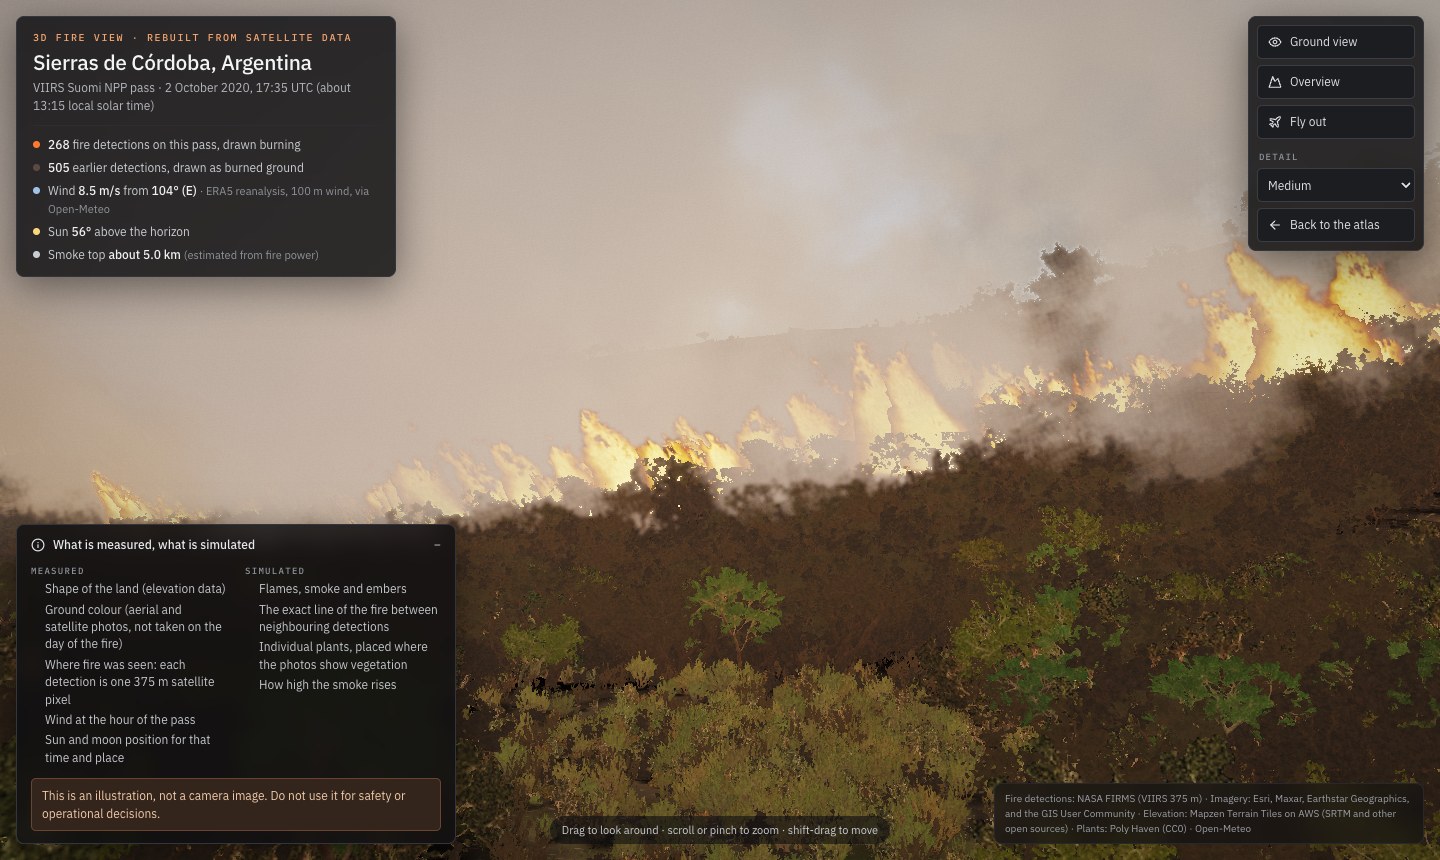 3D FIRE VIEW · REBUILT FROM SATELLITE DATA
Sierras de Córdoba, Argentina
VIIRS Suomi NPP pass · 2 October 2020, 17:35 UTC (about
13:15 local solar time)
268 fire detections on this pass, drawn burning
505 earlier detections, drawn as burned ground
Wind 8.5 m/s from 104° (E) · ERA5 reanalysis, 100 m wind, via
Open-Meteo
Sun 56° above the horizon
Smoke top about 5.0 km (estimated from fire power)
Ground view
Overview
Fly out
DETAIL
Medium
Back to the atlas
What is measured, what is simulated
MEASURED
Shape of the land (elevation data)
Ground colour (aerial and
satellite photos, not taken on the
day of the fire)
Where fire was seen: each
detection is one 375 m satellite
pixel
Wind at the hour of the pass
Sun and moon position for that
time and place
SIMULATED
Flames, smoke and embers
The exact line of the fire between
neighbouring detections
Individual plants, placed where
the photos show vegetation
How high the smoke rises
This is an illustration, not a camera image. Do not use it for safety or
operational decisions.
Drag to look around · scroll or pinch to zoom · shift-drag to move
Fire detections: NASA FIRMS (VIIRS 375 m) · Imagery: Esri, Maxar, Earthstar Geographics,
and the GIS User Community · Elevation: Mapzen Terrain Tiles on AWS (SRTM and other
open sources) · Plants: Poly Haven (CC0) · Open-Meteo